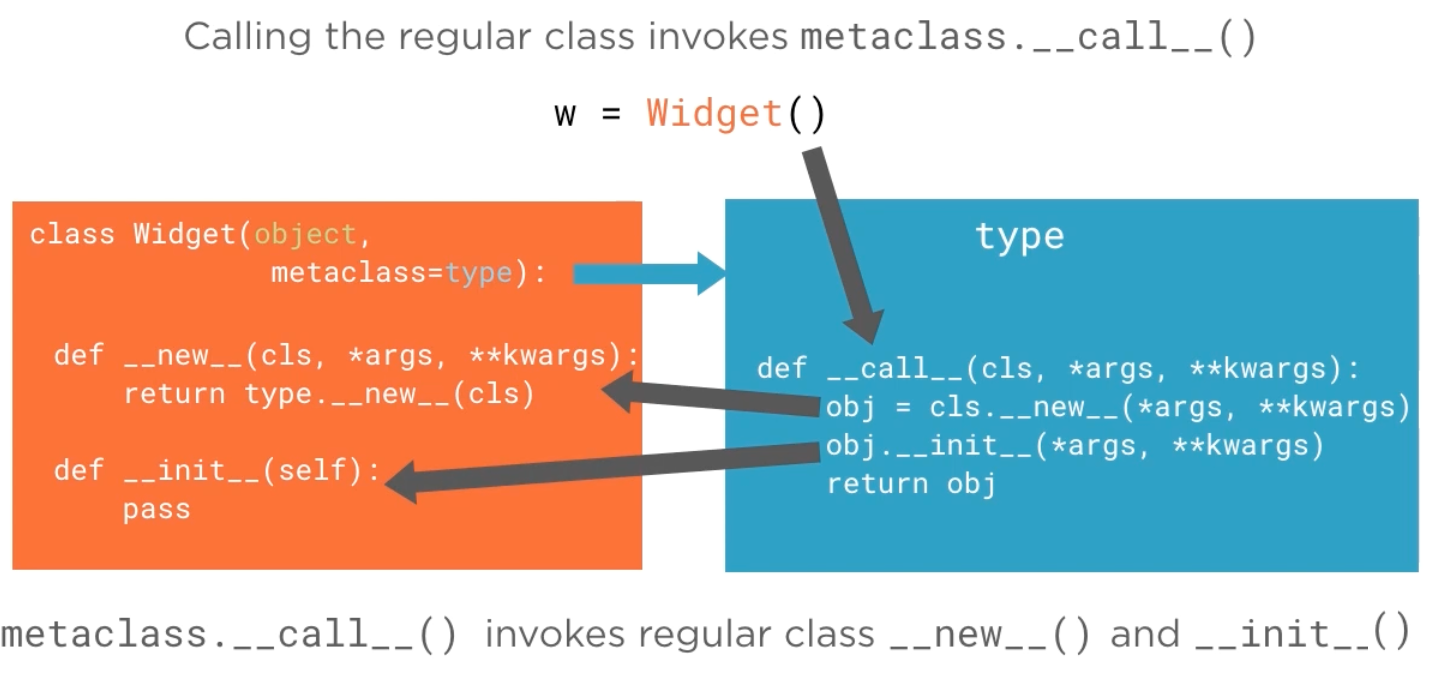 Calling the regular class invokes metaclass.__call__()
w = Widget()
class Widget(object,
metaclass=type):
def __new__(cls, *args, **kwargs):
return type.__new__(cls)
def __init__(self):
pass
type
def __call__(cls, *args, **kwargs):
obj = cls.__new__(*args, **kwargs)
obj.__init__(*args, **kwargs)
return obj
metaclass.__call__() invokes regular class __new__() and __init__()